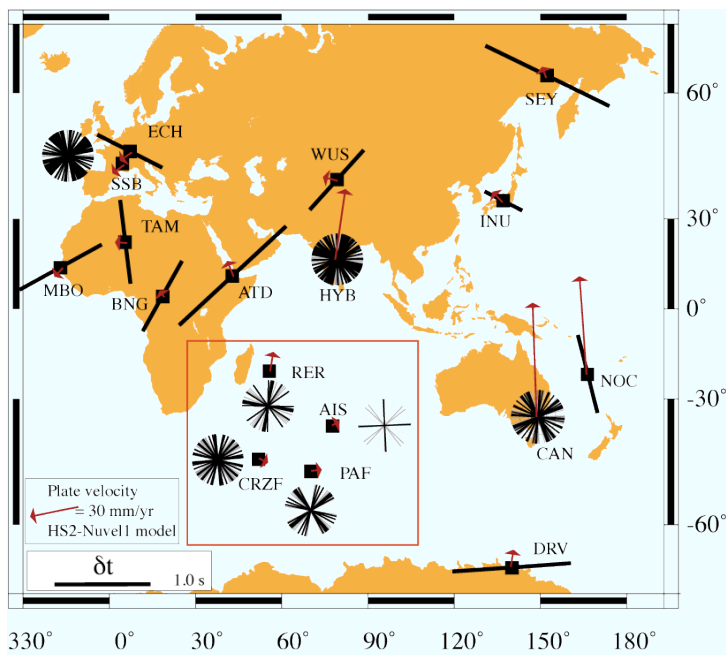 SEY
60°
ECH
WUS
SSB
INU
30°
TAM
MBO
BNG
ATD
HYB
0°
RER
NOC
AIS
-30°
CAN
CRZF
PAF
Plate velocity
= 30 mm/yr
HS2-Nuvel1 model
-60°
DRV
δt
1.0 s
330°
0°
30°
60°
90°
120°
150°
180°